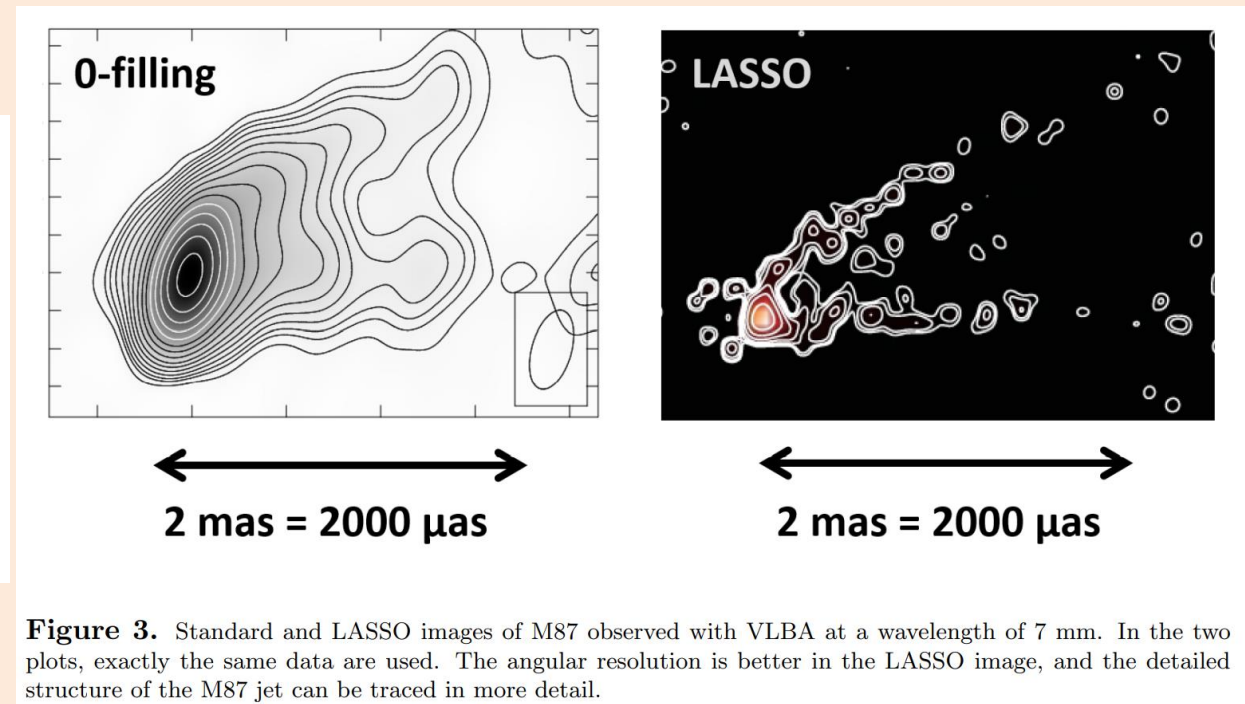 0-filling
LASSO
2 mas = 2000 μas
2 mas = 2000 μas
Figure 3. Standard and LASSO images of M87 observed with VLBA at a wavelength of 7 mm. In the two
plots, exactly the same data are used. The angular resolution is better in the LASSO image, and the detailed
structure of the M87 jet can be traced in more detail.